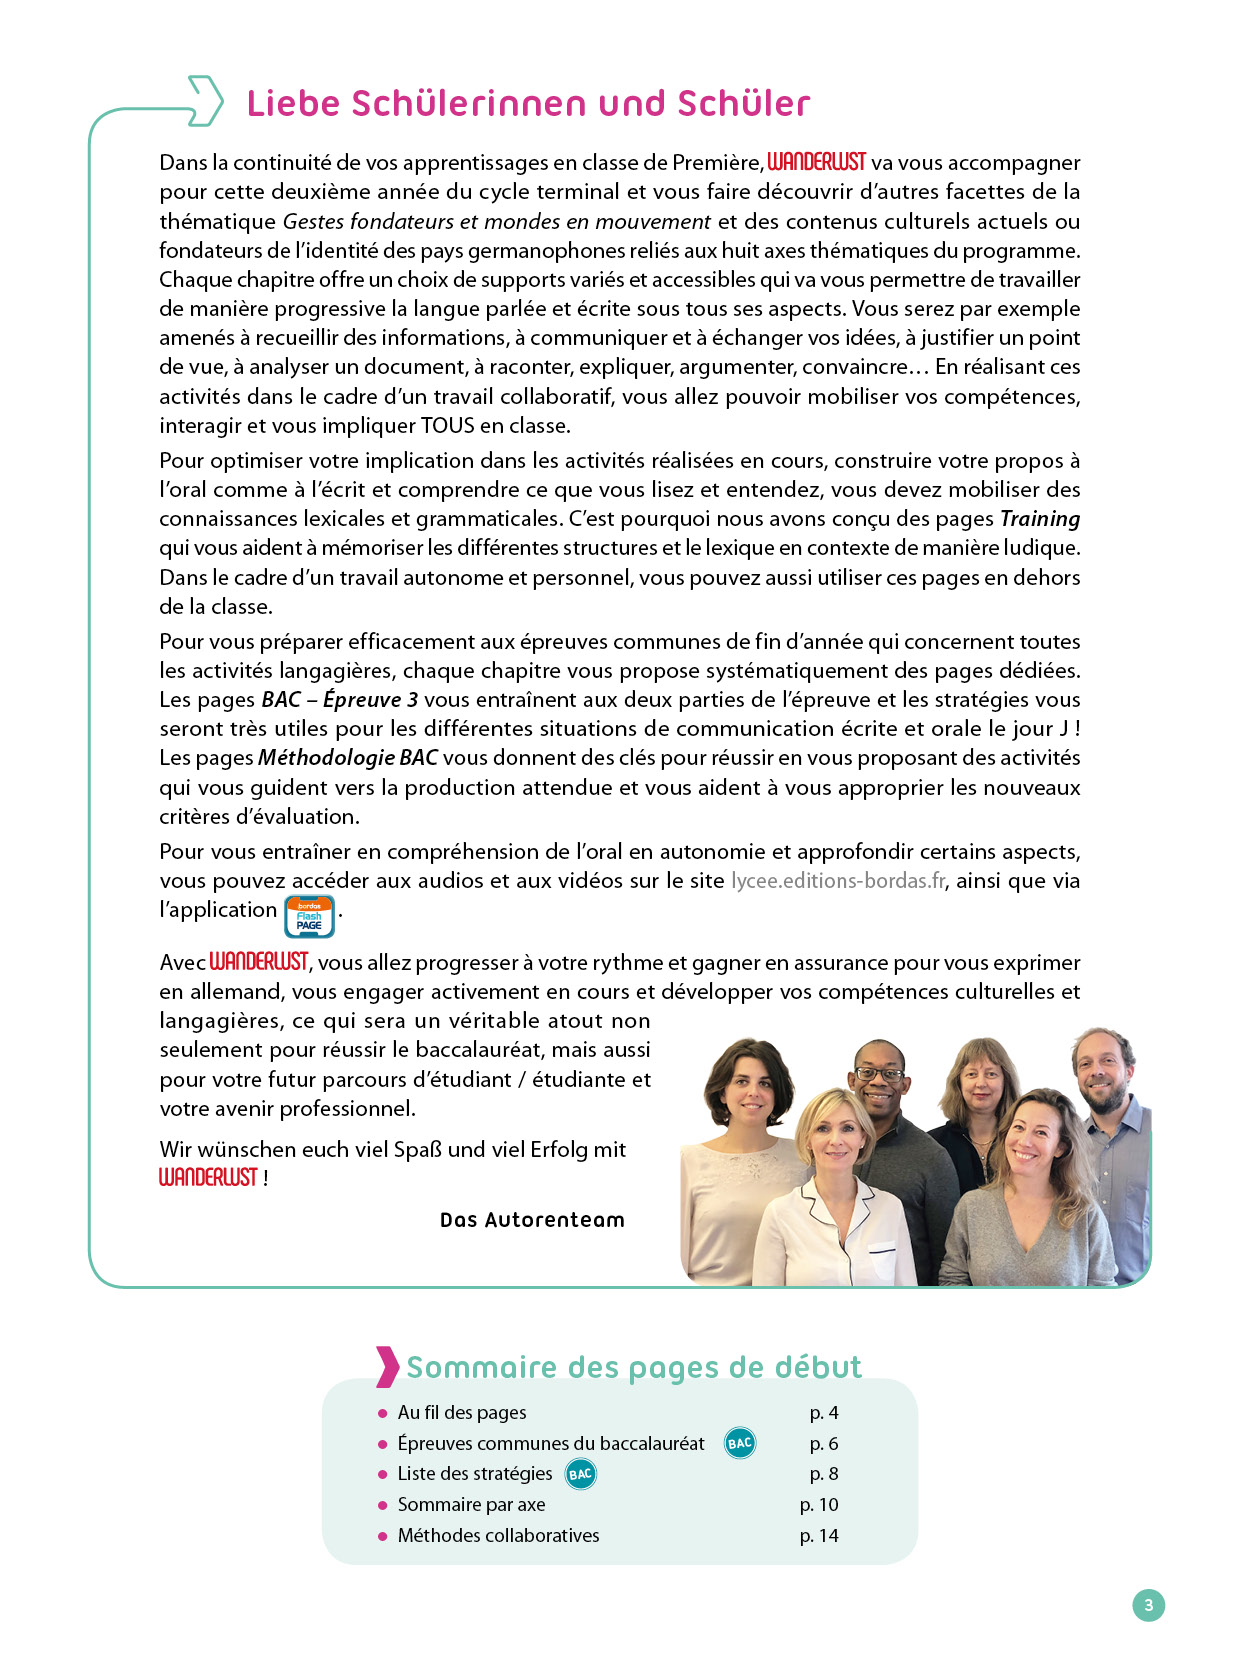 Liebe Schülerinnen und Schüler
Dans la continuité de vos apprentissages en classe de Première, WANDERLUST va vous accompagner
pour cette deuxième année du cycle terminal et vous faire découvrir d’autres facettes de la
thématique Gestes fondateurs et mondes en mouvement et des contenus culturels actuels ou
fondateurs de l’identité des pays germanophones reliés aux huit axes thématiques du programme.
Chaque chapitre offre un choix de supports variés et accessibles qui va vous permettre de travailler
de manière progressive la langue parlée et écrite sous tous ses aspects. Vous serez par exemple
amenés à recueillir des informations, à communiquer et à échanger vos idées, à justifier un point
de vue, à analyser un document, à raconter, expliquer, argumenter, convaincre… En réalisant ces
activités dans le cadre d’un travail collaboratif, vous allez pouvoir mobiliser vos compétences,
interagir et vous impliquer TOUS en classe.
Pour optimiser votre implication dans les activités réalisées en cours, construire votre propos à
l’oral comme à l’écrit et comprendre ce que vous lisez et entendez, vous devez mobiliser des
connaissances lexicales et grammaticales. C’est pourquoi nous avons conçu des pages Training
qui vous aident à mémoriser les différentes structures et le lexique en contexte de manière ludique.
Dans le cadre d’un travail autonome et personnel, vous pouvez aussi utiliser ces pages en dehors
de la classe.
Pour vous préparer efficacement aux épreuves communes de fin d’année qui concernent toutes
les activités langagières, chaque chapitre vous propose systématiquement des pages dédiées.
Les pages BAC – Épreuve 3 vous entraînent aux deux parties de l’épreuve et les stratégies vous
seront très utiles pour les différentes situations de communication écrite et orale le jour J !
Les pages Méthodologie BAC vous donnent des clés pour réussir en vous proposant des activités
qui vous guident vers la production attendue et vous aident à vous approprier les nouveaux
critères d’évaluation.
Pour vous entraîner en compréhension de l’oral en autonomie et approfondir certains aspects,
vous pouvez accéder aux audios et aux vidéos sur le site lycee.editions-bordas.fr, ainsi que via
l’application bordas Flash PAGE .
Avec WANDERLUST, vous allez progresser à votre rythme et gagner en assurance pour vous exprimer
en allemand, vous engager activement en cours et développer vos compétences culturelles et
langagières, ce qui sera un véritable atout non
seulement pour réussir le baccalauréat, mais aussi
pour votre futur parcours d’étudiant / étudiante et
votre avenir professionnel.
Wir wünschen euch viel Spaß und viel Erfolg mit
WANDERLUST !
Das Autorenteam
Sommaire des pages de début
• Au fil des pages p. 4
• Épreuves communes du baccalauréat BAC p. 6
• Liste des stratégies BAC p. 8
• Sommaire par axe p. 10
• Méthodes collaboratives p. 14
3